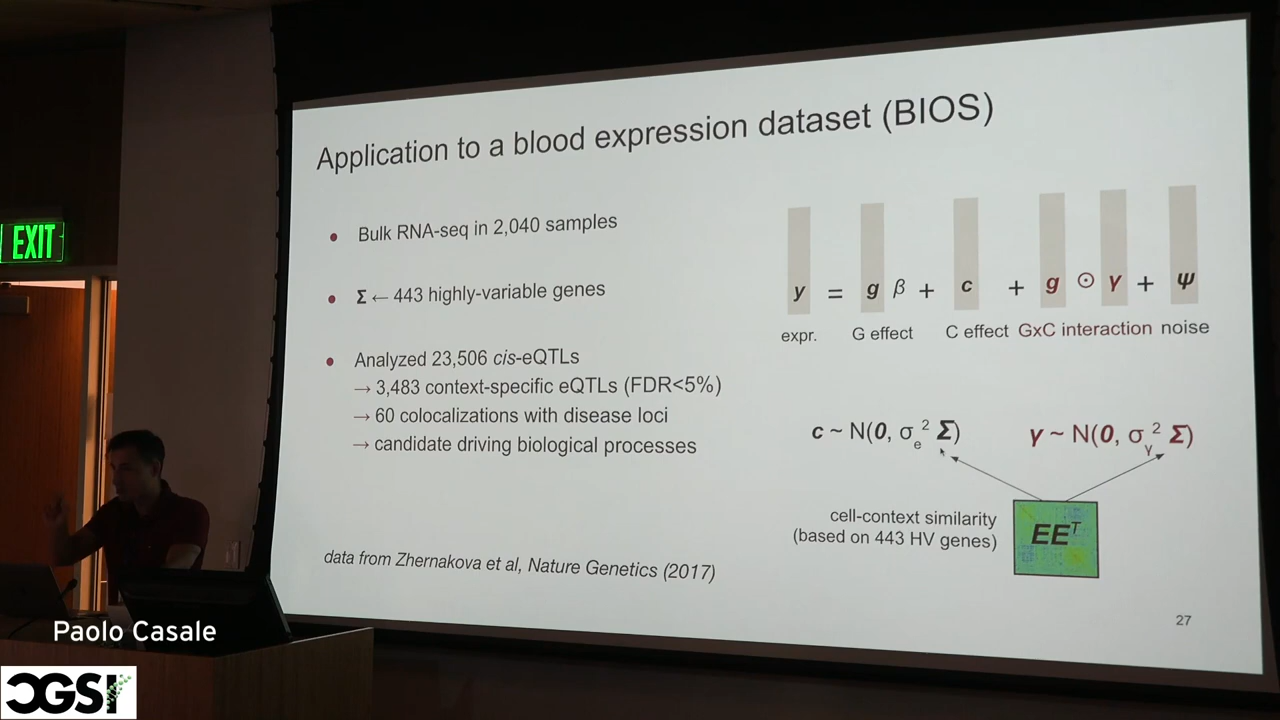 Application to a blood expression dataset (BIOS)
• Bulk RNA-seq in 2,040 samples
• Σ ← 443 highly-variable genes
• Analyzed 23,506 cis-eQTLs
→ 3,483 context-specific eQTLs (FDR<5%)
→ 60 colocalizations with disease loci
→ candidate driving biological processes
data from Zhernakova et al, Nature Genetics (2017)
y = g β + c + g ⊙ γ + ψ
expr. G effect C effect GxC interaction noise
c ~ N(0, σₑ² Σ) γ ~ N(0, σᵧ² Σ)
cell-context similarity
(based on 443 HV genes)
EEᵀ
27
EXIT
Paolo Casale
CGSI